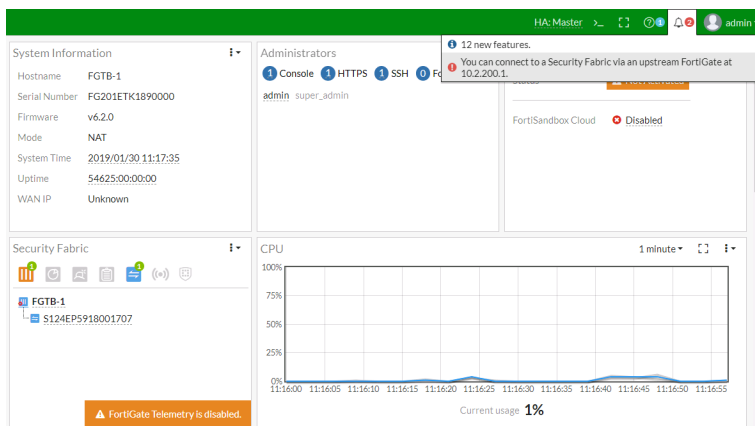 HA: Master >_ 1 2 admin
12 new features.
You can connect to a Security Fabric via an upstream FortiGate at
10.2.200.1.
System Information
Hostname FGTB-1
Serial Number FG201ETK1890000
Firmware v6.2.0
Mode NAT
System Time 2019/01/30 11:17:35
Uptime 54625:00:00:00
WAN IP Unknown
Administrators
1 Console 1 HTTPS 1 SSH 0
admin super_admin
FortiSandbox Cloud Disabled
Security Fabric
1 1
FGTB-1
S124EP5918001707
FortiGate Telemetry is disabled.
CPU 1 minute
100%
75%
50%
25%
0%
11:16:00 11:16:05 11:16:10 11:16:15 11:16:20 11:16:25 11:16:30 11:16:35 11:16:40 11:16:45 11:16:50 11:16:55
Current usage 1%